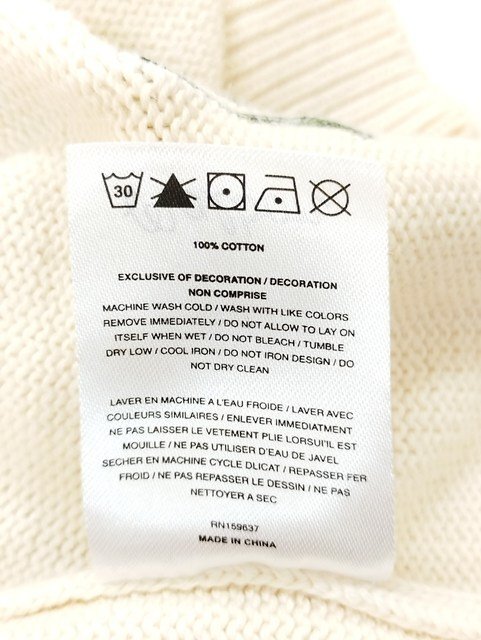 30
100% COTTON
EXCLUSIVE OF DECORATION / DECORATION
NON COMPRISE
MACHINE WASH COLD / WASH WITH LIKE COLORS
REMOVE IMMEDIATELY / DO NOT ALLOW TO LAY ON
ITSELF WHEN WET / DO NOT BLEACH / TUMBLE
DRY LOW / COOL IRON / DO NOT IRON DESIGN / DO
NOT DRY CLEAN
LAVER EN MACHINE A L'EAU FROIDE / LAVER AVEC
COULEURS SIMILAIRES / ENLEVER IMMEDIATMENT
NE PAS LAISSER LE VETEMENT PLIE LORSUI'IL EST
MOUILLE / NE PAS UTILISER D'EAU DE JAVEL
SECHER EN MACHINE CYCLE DLICAT / REPASSER FER
FROID / NE PAS REPASSER LE DESSIN / NE PAS
NETTOYER A SEC
RN159637
MADE IN CHINA